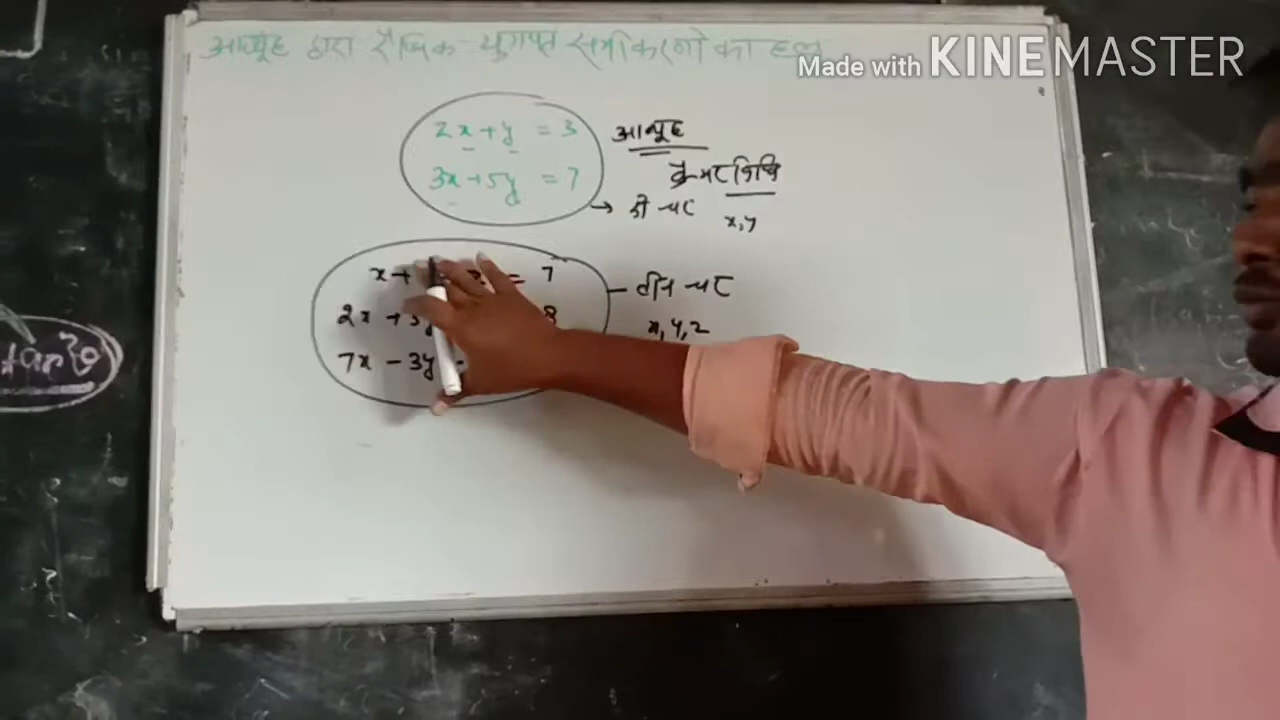 आव्यूह द्वारा रैखिक युगपत समीकरणो का हल
Made with KINEMASTER
2x + y = 3
3x + 5y = 7
आव्यूह
क्रैमर विधि
→ दो चर
x, y
x + = 7
2x + 3y 8
7x - 3y -
- तीन चर
x, y, z